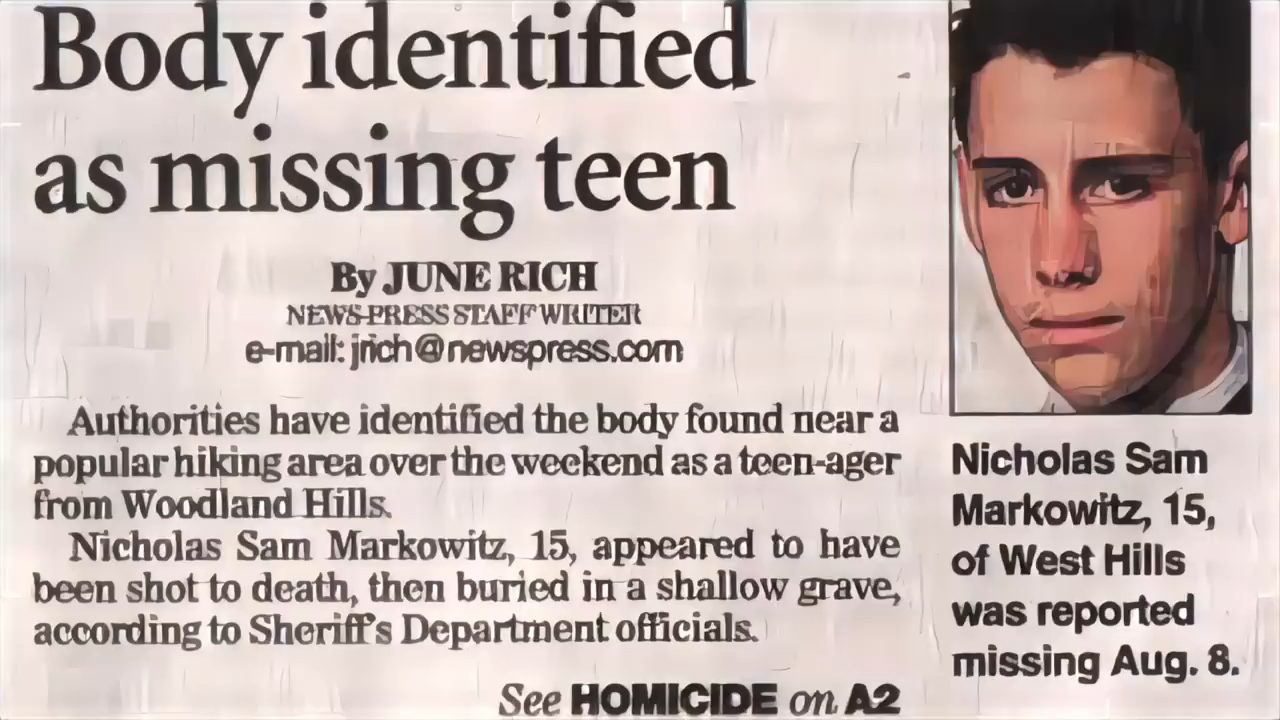 Body identified
as missing teen
By JUNE RICH
NEWS-PRESS STAFF WRITER
e-mail: jrich@newspress.com
Authorities have identified the body found near a
popular hiking area over the weekend as a teen-ager
from Woodland Hills.
Nicholas Sam Markowitz, 15, appeared to have
been shot to death, then buried in a shallow grave,
according to Sheriff's Department officials.
See HOMICIDE on A2
Nicholas Sam
Markowitz, 15,
of West Hills
was reported
missing Aug. 8.